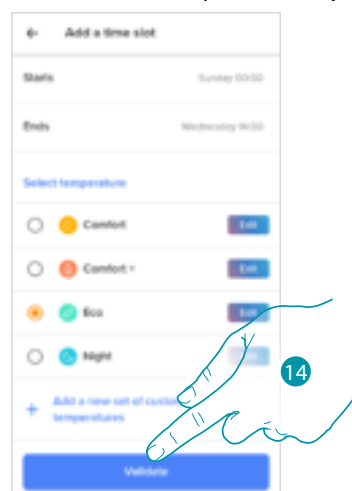 Add a time slot
Starts Sunday 00:00
Ends Wednesday 14:00
Select temperature
Comfort Edit
Comfort + Edit
Eco Edit
Night
Add a new set of
temperatures
14
Validate